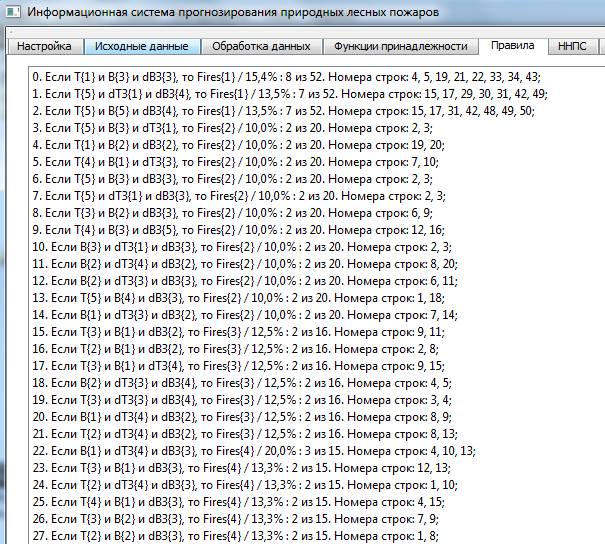 Информационная система прогнозирования природных лесных пожаров
Настройка Исходные данные Обработка данных Функции принадлежности Правила ННПС
0. Если T{1} и B{3} и dB3{3}, то Fires{1} / 15,4% : 8 из 52. Номера строк: 4, 5, 19, 21, 22, 33, 34, 43;
1. Если T{5} и dT3{1} и dB3{4}, то Fires{1} / 13,5% : 7 из 52. Номера строк: 15, 17, 29, 30, 31, 42, 49;
2. Если T{5} и B{5} и dB3{4}, то Fires{1} / 13,5% : 7 из 52. Номера строк: 15, 17, 31, 42, 48, 49, 50;
3. Если T{5} и B{3} и dT3{1}, то Fires{2} / 10,0% : 2 из 20. Номера строк: 2, 3;
4. Если T{1} и B{2} и dB3{2}, то Fires{2} / 10,0% : 2 из 20. Номера строк: 19, 20;
5. Если T{4} и B{1} и dT3{3}, то Fires{2} / 10,0% : 2 из 20. Номера строк: 7, 10;
6. Если T{5} и B{3} и dB3{3}, то Fires{2} / 10,0% : 2 из 20. Номера строк: 2, 3;
7. Если T{5} и dT3{1} и dB3{3}, то Fires{2} / 10,0% : 2 из 20. Номера строк: 2, 3;
8. Если T{3} и B{2} и dB3{3}, то Fires{2} / 10,0% : 2 из 20. Номера строк: 6, 9;
9. Если T{4} и B{3} и dB3{5}, то Fires{2} / 10,0% : 2 из 20. Номера строк: 12, 16;
10. Если B{3} и dT3{1} и dB3{3}, то Fires{2} / 10,0% : 2 из 20. Номера строк: 2, 3;
11. Если B{2} и dT3{4} и dB3{2}, то Fires{2} / 10,0% : 2 из 20. Номера строк: 8, 20;
12. Если B{2} и dT3{3} и dB3{3}, то Fires{2} / 10,0% : 2 из 20. Номера строк: 6, 11;
13. Если T{5} и B{4} и dB3{3}, то Fires{2} / 10,0% : 2 из 20. Номера строк: 1, 18;
14. Если B{1} и dT3{3} и dB3{2}, то Fires{2} / 10,0% : 2 из 20. Номера строк: 7, 14;
15. Если T{3} и B{1} и dB3{3}, то Fires{3} / 12,5% : 2 из 16. Номера строк: 9, 11;
16. Если T{2} и B{1} и dB3{2}, то Fires{3} / 12,5% : 2 из 16. Номера строк: 2, 8;
17. Если T{3} и B{1} и dT3{4}, то Fires{3} / 12,5% : 2 из 16. Номера строк: 9, 15;
18. Если B{2} и dT3{3} и dB3{4}, то Fires{3} / 12,5% : 2 из 16. Номера строк: 4, 5;
19. Если T{3} и dT3{3} и dB3{4}, то Fires{3} / 12,5% : 2 из 16. Номера строк: 3, 4;
20. Если B{1} и dT3{4} и dB3{2}, то Fires{3} / 12,5% : 2 из 16. Номера строк: 8, 9;
21. Если T{2} и dT3{4} и dB3{2}, то Fires{3} / 12,5% : 2 из 16. Номера строк: 8, 13;
22. Если B{1} и dT3{4} и dB3{3}, то Fires{4} / 20,0% : 3 из 15. Номера строк: 4, 10, 13;
23. Если T{3} и B{1} и dB3{3}, то Fires{4} / 13,3% : 2 из 15. Номера строк: 12, 13;
24. Если T{2} и dT3{4} и dB3{3}, то Fires{4} / 13,3% : 2 из 15. Номера строк: 1, 10;
25. Если T{4} и B{1} и dB3{3}, то Fires{4} / 13,3% : 2 из 15. Номера строк: 4, 15;
26. Если T{3} и B{2} и dB3{3}, то Fires{4} / 13,3% : 2 из 15. Номера строк: 7, 9;
27. Если T{2} и B{2} и dB3{3}, то Fires{4} / 13,3% : 2 из 15. Номера строк: 1, 8;